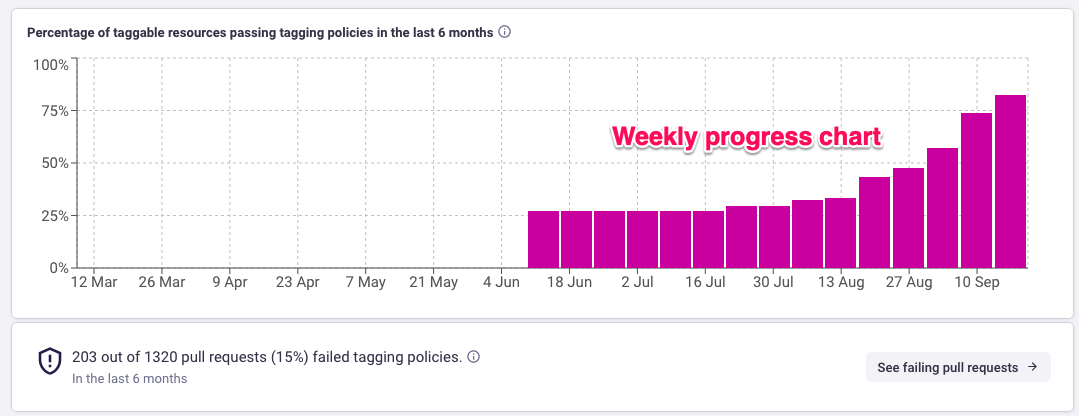 Percentage of taggable resources passing tagging policies in the last 6 months
100%
75%
Weekly progress chart
50%
25%
0%
12 Mar 26 Mar 9 Apr 23 Apr 7 May 21 May 4 Jun 18 Jun 2 Jul 16 Jul 30 Jul 13 Aug 27 Aug 10 Sep
203 out of 1320 pull requests (15%) failed tagging policies.
In the last 6 months
See failing pull requests →